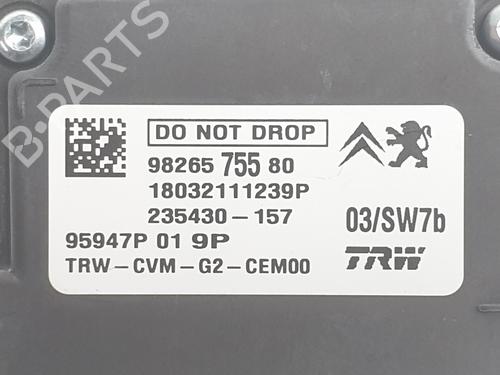 B-PARTS
DO NOT DROP
98265 755 80
18032111239P
235430-157
03/SW7b
95947P 01 9P
TRW-CVM-G2-CEM00
TRW